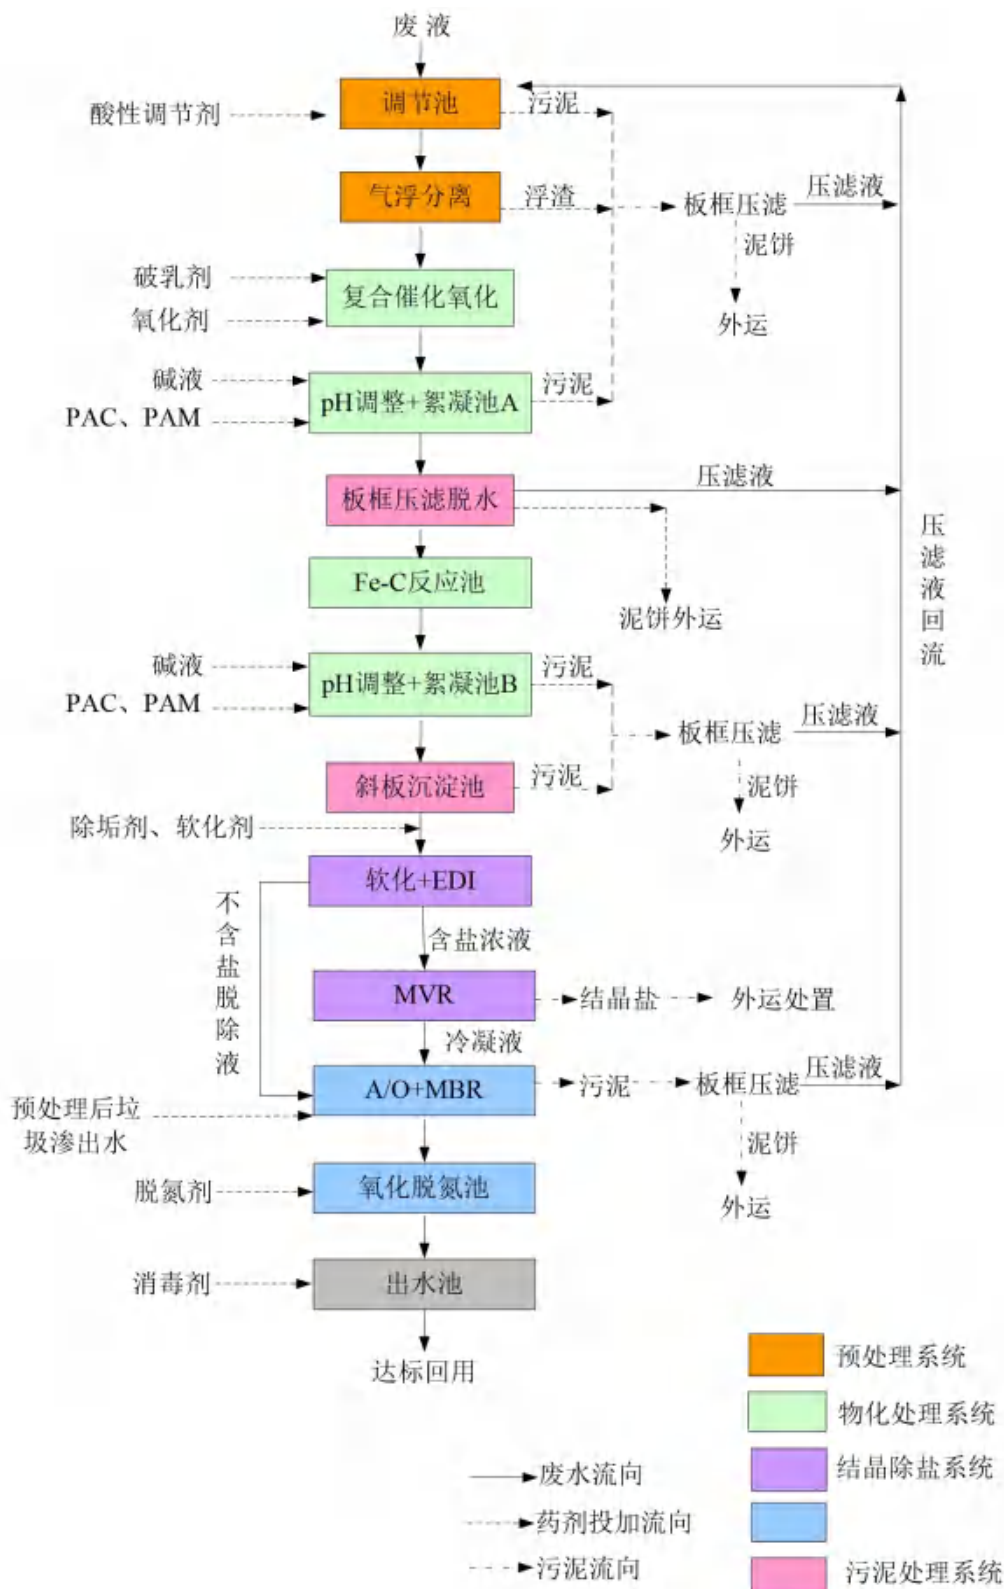 废 液
调节池
污泥
酸性调节剂
气浮分离
浮渣
板框压滤
压滤液
泥饼
外运
破乳剂
氧化剂
复合催化氧化
碱液
PAC、PAM
pH调整+絮凝池A
污泥
板框压滤脱水
压滤液
泥饼外运
压滤液回流
Fe-C反应池
碱液
PAC、PAM
pH调整+絮凝池B
污泥
板框压滤
压滤液
泥饼
外运
斜板沉淀池
污泥
除垢剂、软化剂
软化+EDI
不含盐脱除液
含盐浓液
MVR
结晶盐
外运处置
冷凝液
A/O+MBR
污泥
板框压滤
压滤液
泥饼
外运
预处理后垃
圾渗出水
脱氮剂
氧化脱氮池
消毒剂
出水池
达标回用
预处理系统
物化处理系统
结晶除盐系统
污泥处理系统
废水流向
药剂投加流向
污泥流向